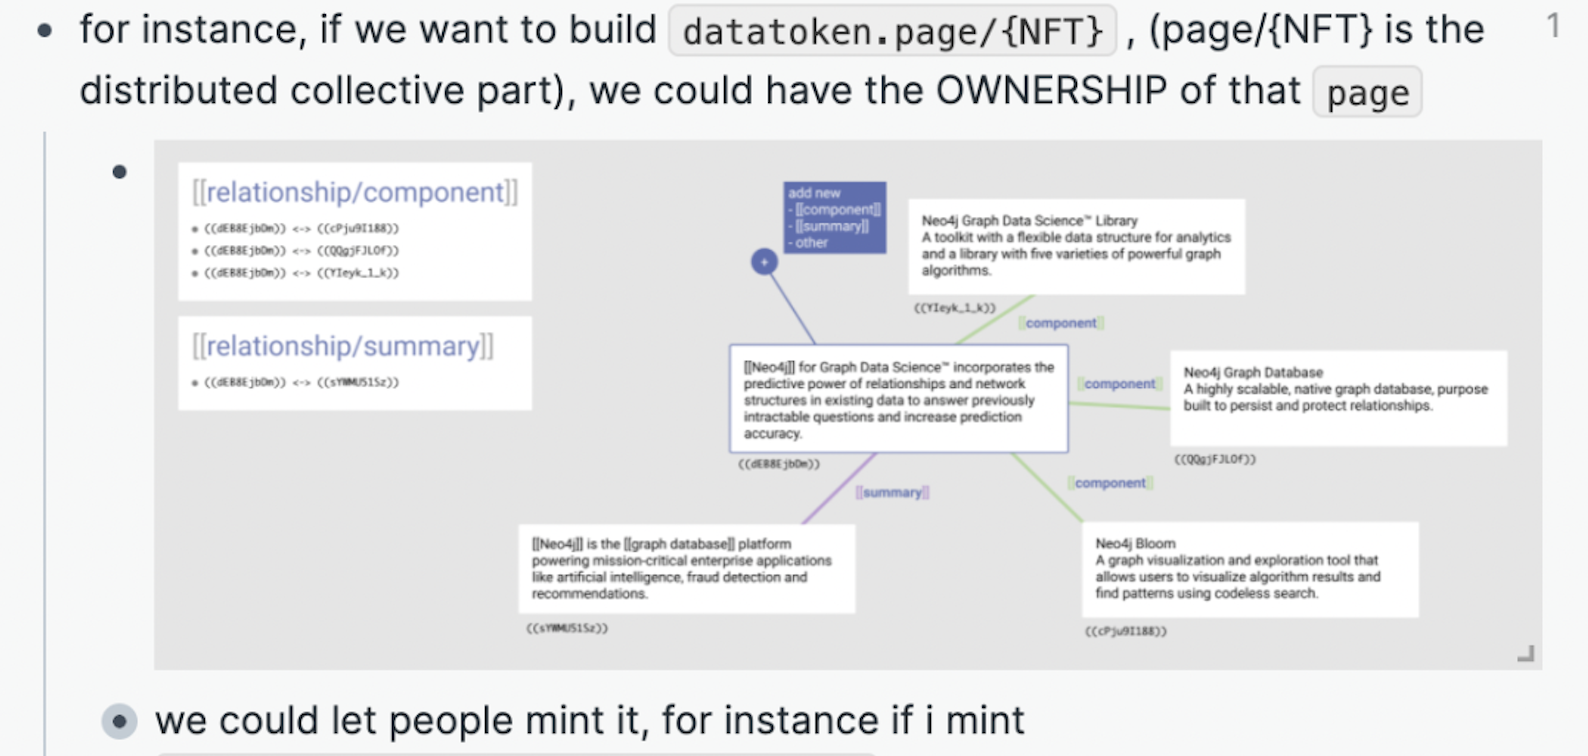 for instance, if we want to build datatoken.page/{NFT} , (page/{NFT} is the
1
distributed collective part), we could have the OWNERSHIP of that page
[[relationship/component]]
((dEB8EjbDm)) <-> ((cPju9I188))
((dEB8EjbDm)) <-> ((QQgjFJLOf))
((dEB8EjbDm)) <-> ((YIeyk_1_k))
[[relationship/summary]]
((dEB8EjbDm)) <-> ((sYWMU51Sz))
add new
- [[component]]
- [[summary]]
- other
+
Neo4j Graph Data Science™ Library
A toolkit with a flexible data structure for analytics
and a library with five varieties of powerful graph
algorithms.
((YIeyk_1_k))
[[component]]
[[Neo4j]] for Graph Data Science™ incorporates the
predictive power of relationships and network
structures in existing data to answer previously
intractable questions and increase prediction
accuracy.
((dEB8EjbDm))
[[component]]
Neo4j Graph Database
A highly scalable, native graph database, purpose
built to persist and protect relationships.
((QQgjFJLOf))
[[summary]]
[[component]]
[[Neo4j]] is the [[graph database]] platform
powering mission-critical enterprise applications
like artificial intelligence, fraud detection and
recommendations.
((sYWMU51Sz))
Neo4j Bloom
A graph visualization and exploration tool that
allows users to visualize algorithm results and
find patterns using codeless search.
((cPju9I188))
we could let people mint it, for instance if i mint